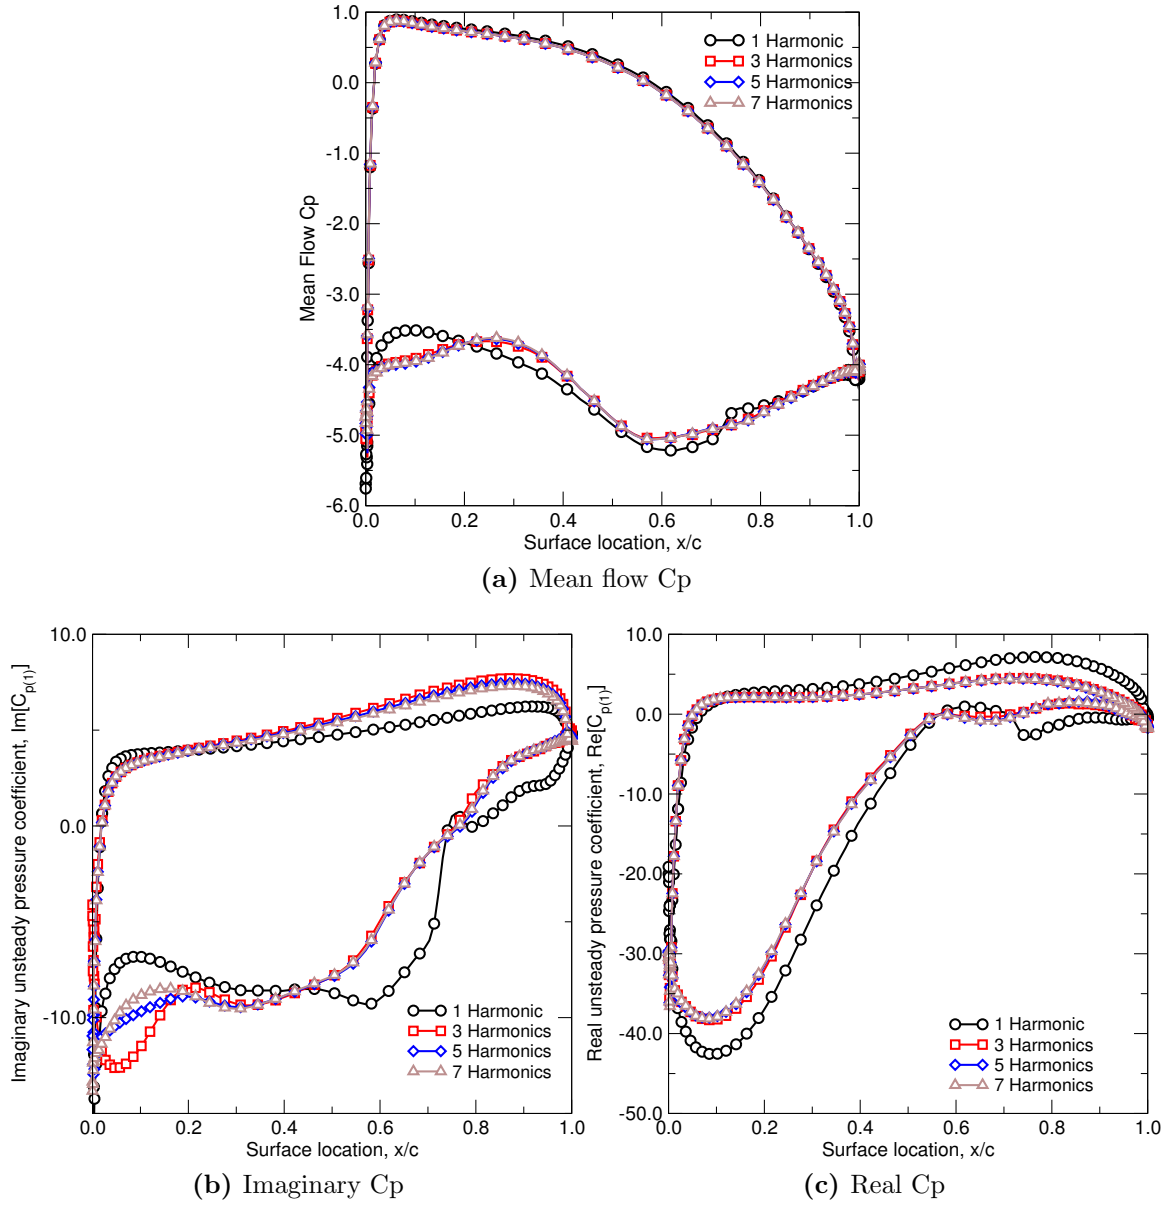 1.0
0.0
-1.0
-2.0
-3.0
-4.0
-5.0
-6.0
Mean Flow Cp
1 Harmonic
3 Harmonics
5 Harmonics
7 Harmonics
0.0 0.2 0.4 0.6 0.8 1.0
Surface location, x/c
(a) Mean flow Cp
10.0
0.0
-10.0
Imaginary unsteady pressure coefficient, Im[Cp(1)]
1 Harmonic
3 Harmonics
5 Harmonics
7 Harmonics
0.0 0.2 0.4 0.6 0.8 1.0
Surface location, x/c
(b) Imaginary Cp
10.0
0.0
-10.0
-20.0
-30.0
-40.0
-50.0
Real unsteady pressure coefficient, Re[Cp(1)]
1 Harmonic
3 Harmonics
5 Harmonics
7 Harmonics
0.0 0.2 0.4 0.6 0.8 1.0
Surface location, x/c
(c) Real Cp